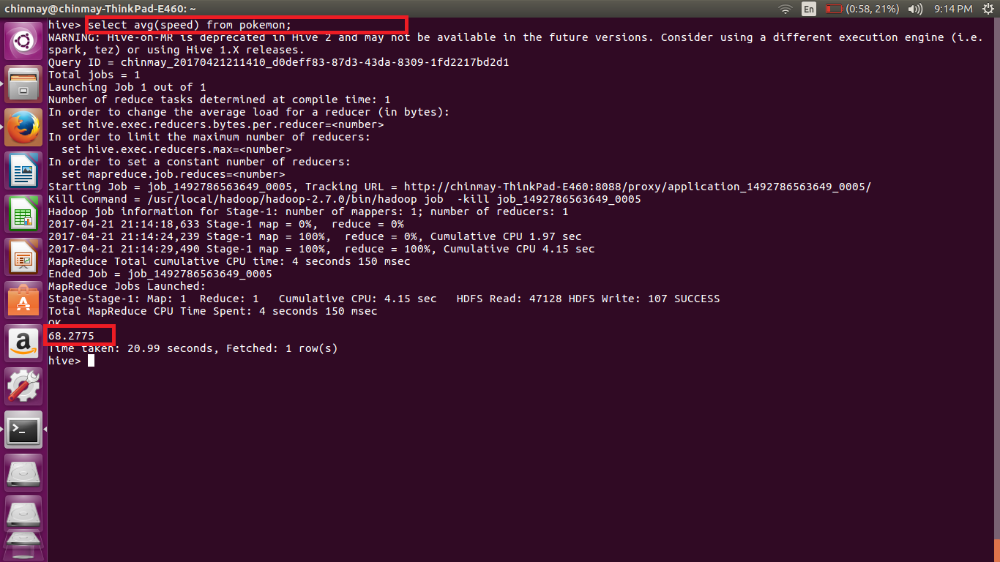 chinmay@chinmay-ThinkPad-E460: ~
En
(0:58, 21%)
9:14 PM
hive> select avg(speed) from pokemon;
WARNING: Hive-on-MR is deprecated in Hive 2 and may not be available in the future versions. Consider using a different execution engine (i.e.
spark, tez) or using Hive 1.X releases.
Query ID = chinmay_20170421211410_d0deff83-87d3-43da-8309-1fd2217bd2d1
Total jobs = 1
Launching Job 1 out of 1
Number of reduce tasks determined at compile time: 1
In order to change the average load for a reducer (in bytes):
  set hive.exec.reducers.bytes.per.reducer=<number>
In order to limit the maximum number of reducers:
  set hive.exec.reducers.max=<number>
In order to set a constant number of reducers:
  set mapreduce.job.reduces=<number>
Starting Job = job_1492786563649_0005, Tracking URL = http://chinmay-ThinkPad-E460:8088/proxy/application_1492786563649_0005/
Kill Command = /usr/local/hadoop/hadoop-2.7.0/bin/hadoop job  -kill job_1492786563649_0005
Hadoop job information for Stage-1: number of mappers: 1; number of reducers: 1
2017-04-21 21:14:18,633 Stage-1 map = 0%,  reduce = 0%
2017-04-21 21:14:24,239 Stage-1 map = 100%,  reduce = 0%, Cumulative CPU 1.97 sec
2017-04-21 21:14:29,490 Stage-1 map = 100%,  reduce = 100%, Cumulative CPU 4.15 sec
MapReduce Total cumulative CPU time: 4 seconds 150 msec
Ended Job = job_1492786563649_0005
MapReduce Jobs Launched:
Stage-Stage-1: Map: 1  Reduce: 1   Cumulative CPU: 4.15 sec   HDFS Read: 47128 HDFS Write: 107 SUCCESS
Total MapReduce CPU Time Spent: 4 seconds 150 msec
OK
68.2775
Time taken: 20.99 seconds, Fetched: 1 row(s)
hive>